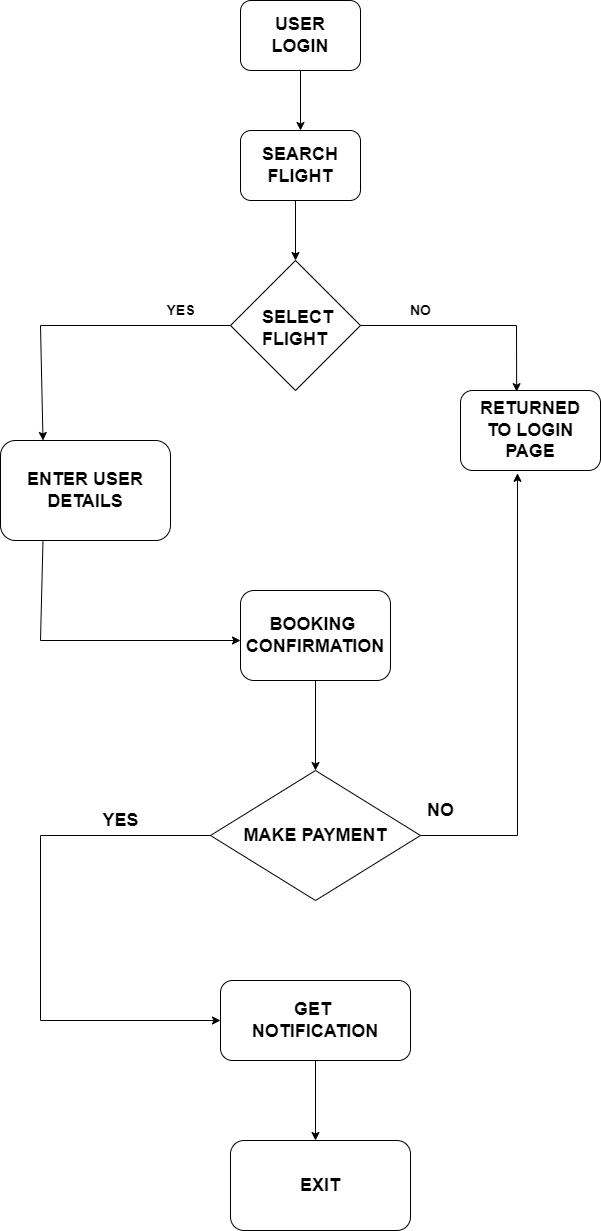 USER
LOGIN
SEARCH
FLIGHT
YES
NO
SELECT
FLIGHT
RETURNED
TO LOGIN
PAGE
ENTER USER
DETAILS
BOOKING
CONFIRMATION
YES
NO
MAKE PAYMENT
GET
NOTIFICATION
EXIT